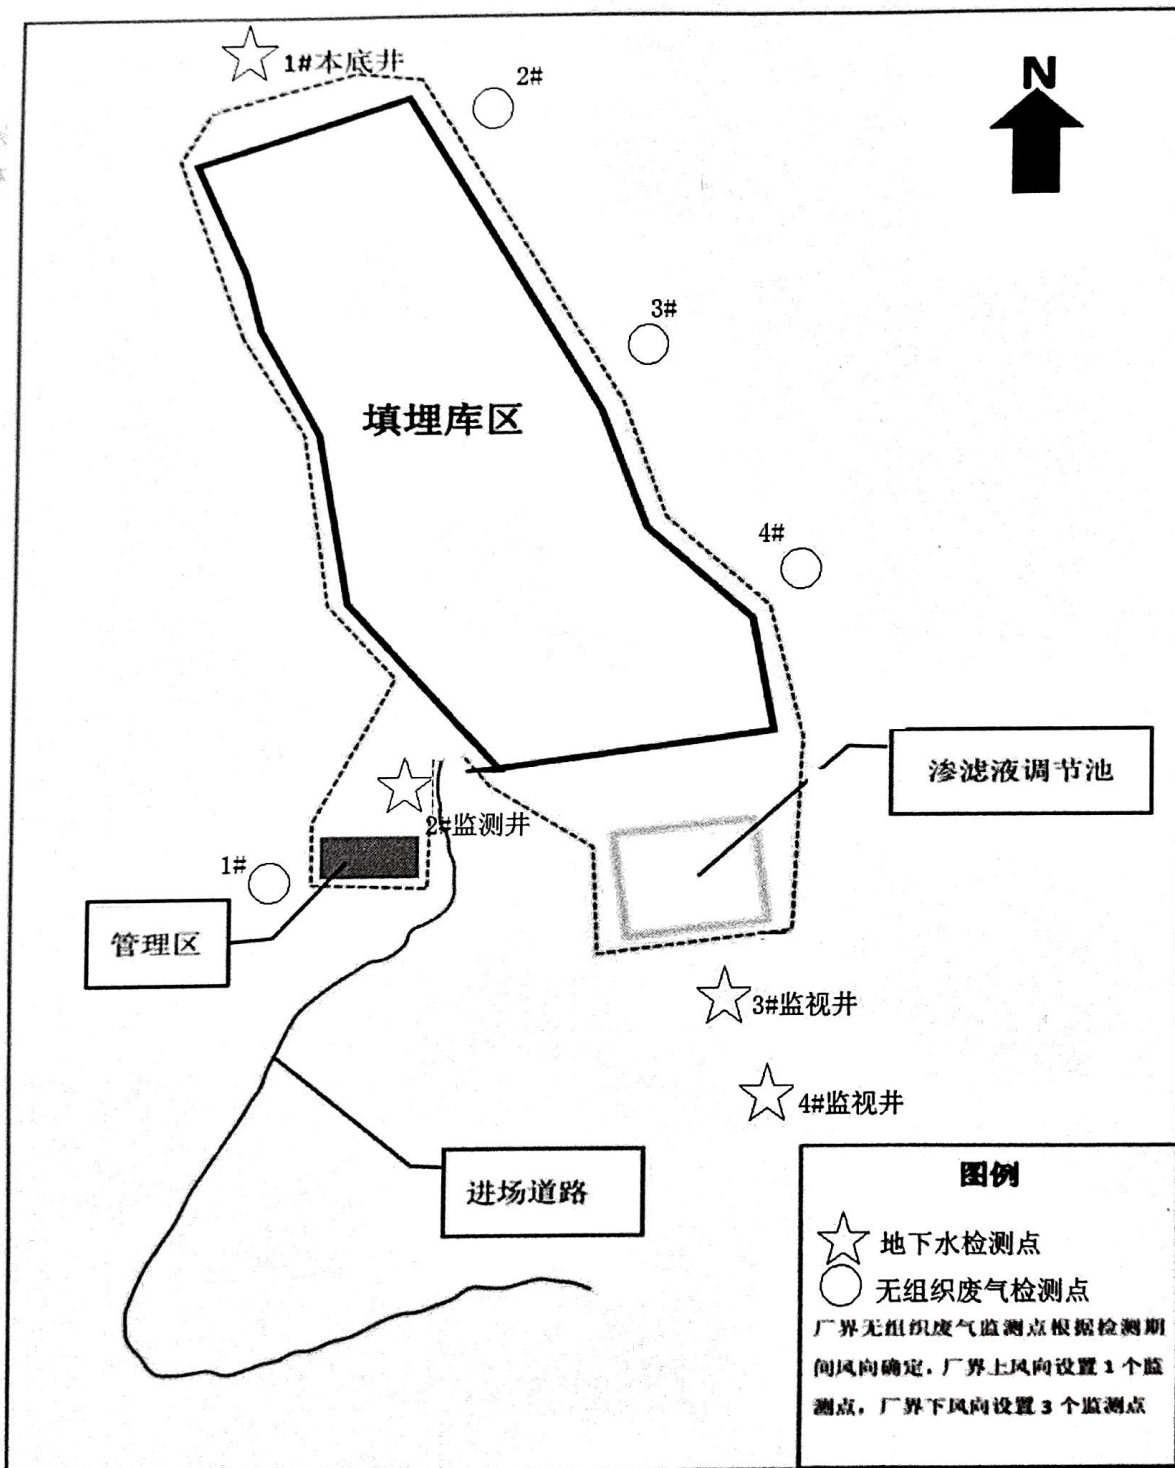 1#本底井
2#
N
3#
填埋库区
4#
渗滤液调节池
2#监测井
1#
管理区
3#监视井
4#监视井
进场道路
图例
地下水检测点
无组织废气检测点
厂界无组织废气监测点根据检测期
间风向确定，厂界上风向设置 1 个监
测点，厂界下风向设置 3 个监测点